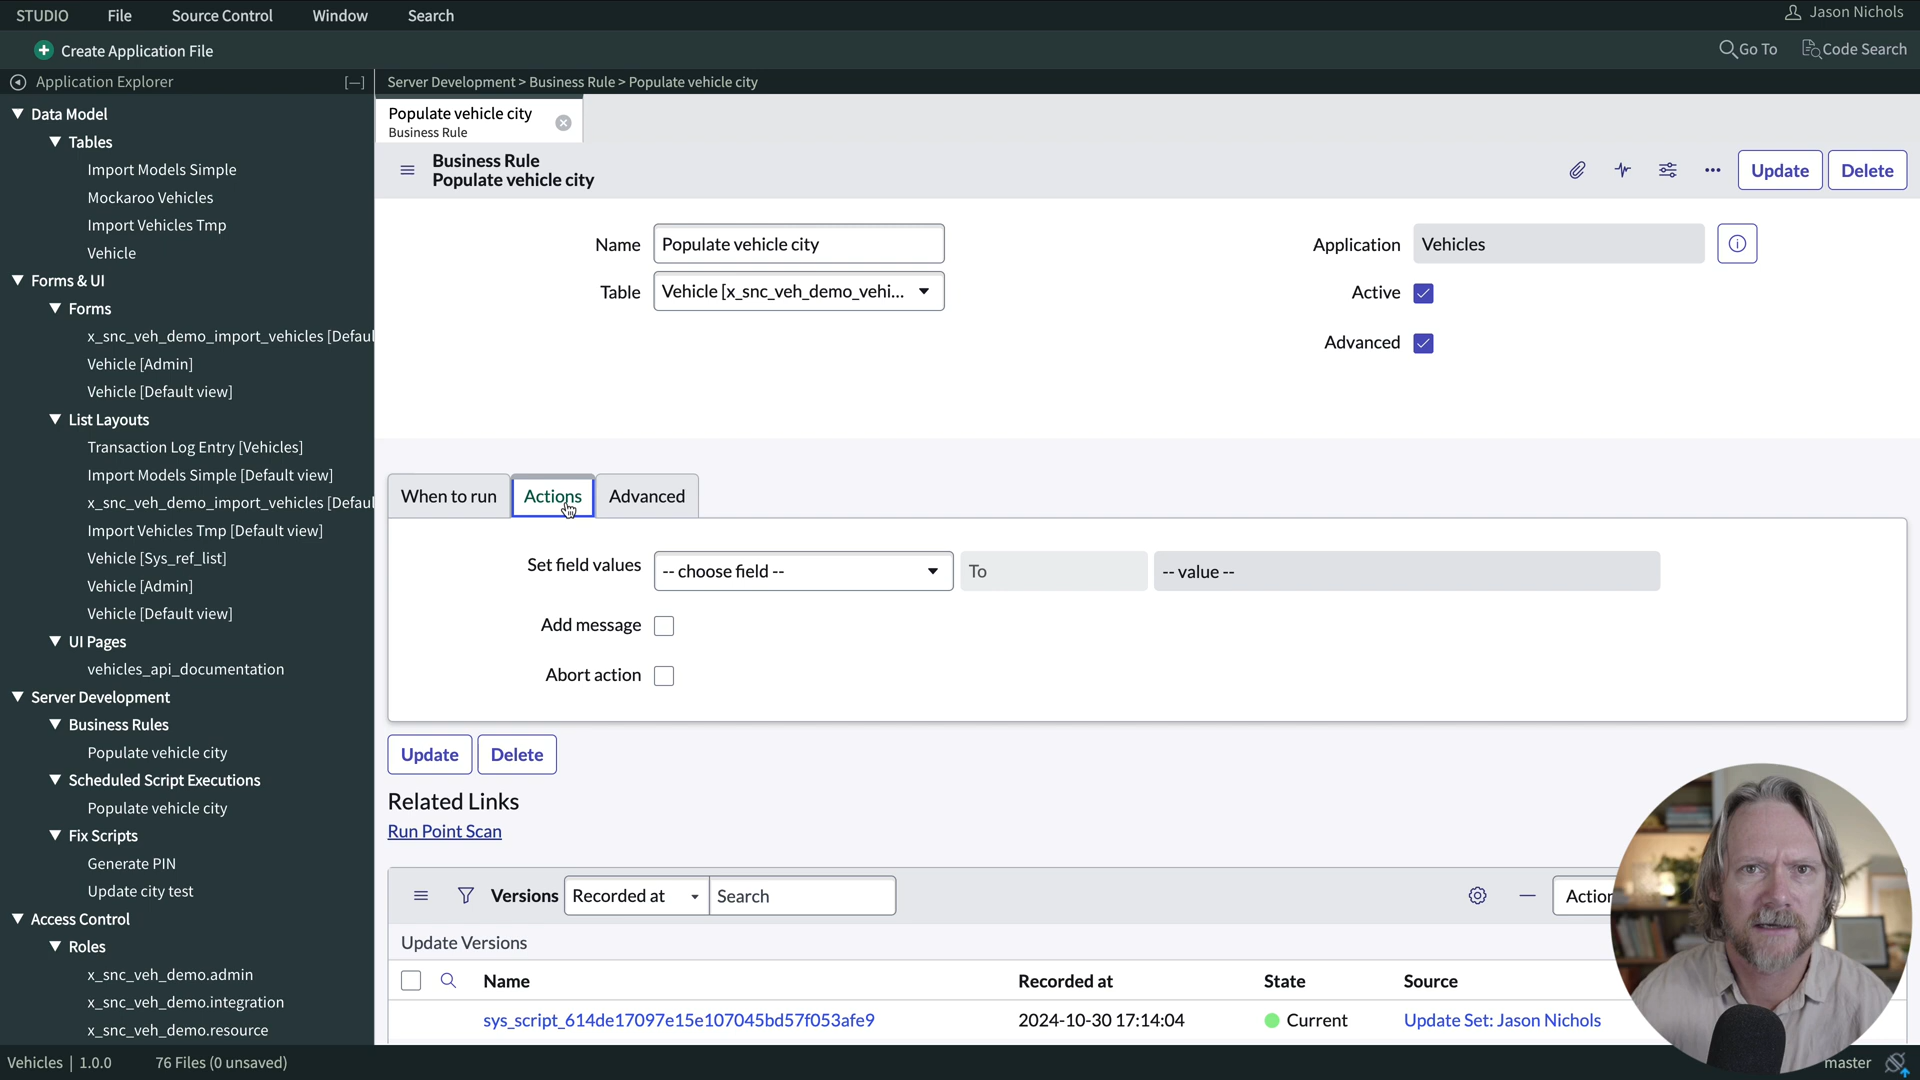 STUDIO File Source Control Window Search
Jason Nichols
Create Application File
Go To Code Search
Application Explorer [—]
Server Development > Business Rule > Populate vehicle city
Data Model
Tables
Import Models Simple
Mockaroo Vehicles
Import Vehicles Tmp
Vehicle
Forms & UI
Forms
x_snc_veh_demo_import_vehicles [Defaul
Vehicle [Admin]
Vehicle [Default view]
List Layouts
Transaction Log Entry [Vehicles]
Import Models Simple [Default view]
x_snc_veh_demo_import_vehicles [Defaul
Import Vehicles Tmp [Default view]
Vehicle [Sys_ref_list]
Vehicle [Admin]
Vehicle [Default view]
UI Pages
vehicles_api_documentation
Server Development
Business Rules
Populate vehicle city
Scheduled Script Executions
Populate vehicle city
Fix Scripts
Generate PIN
Update city test
Access Control
Roles
x_snc_veh_demo.admin
x_snc_veh_demo.integration
x_snc_veh_demo.resource
Populate vehicle city
Business Rule
Business Rule
Populate vehicle city
Update Delete
Name Populate vehicle city
Table Vehicle [x_snc_veh_demo_vehi...
Application Vehicles
Active
Advanced
When to run Actions Advanced
Set field values -- choose field -- To -- value --
Add message
Abort action
Update Delete
Related Links
Run Point Scan
Versions Recorded at Search Action
Update Versions
Name Recorded at State Source
sys_script_614de17097e15e107045bd57f053afe9 2024-10-30 17:14:04 Current Update Set: Jason Nichols
Vehicles | 1.0.0 76 Files (0 unsaved) master